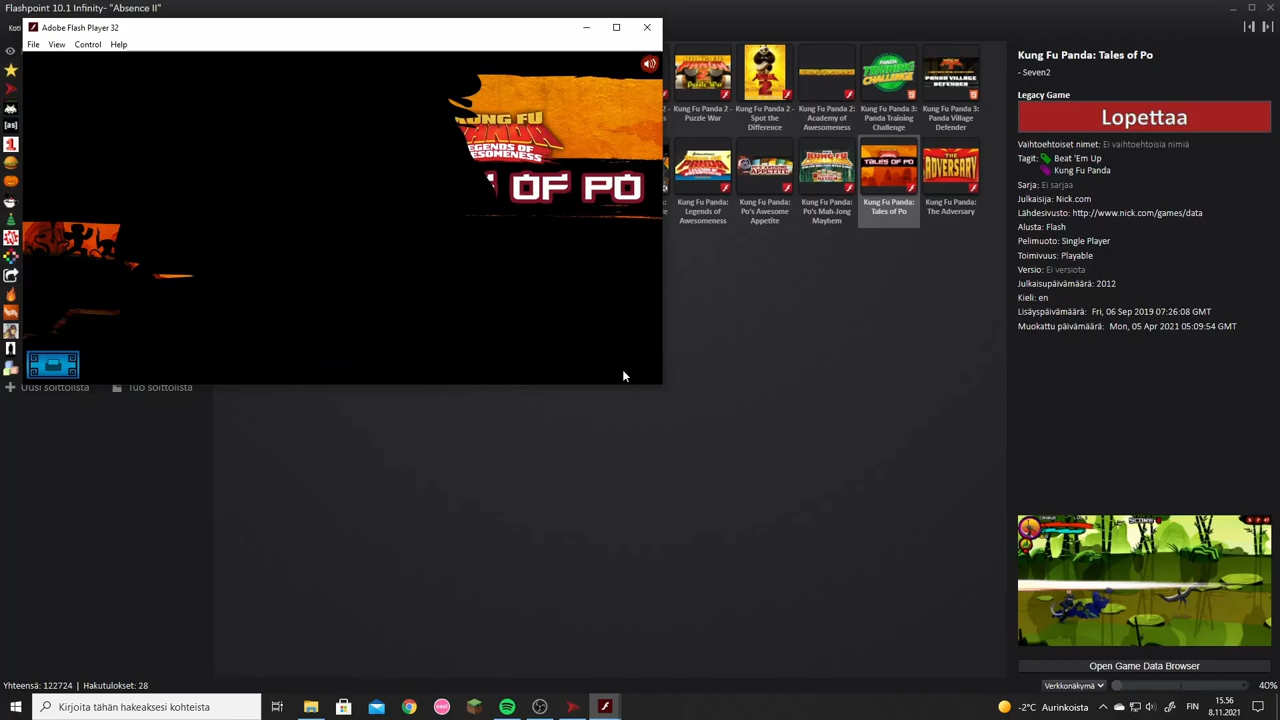 Flashpoint 10.1 Infinity- "Absence II"
Koti
Adobe Flash Player 32
File View Control Help
KUNG FU
PANDA
LEGENDS OF
AWESOMENESS
OF PO
Uusi soittolista
Tuo soittolista
Kung Fu Panda 2 -
Puzzle War
Kung Fu Panda 2 -
Spot the
Difference
Kung Fu Panda 2:
Academy of
Awesomeness
Kung Fu Panda 3:
Panda Training
Challenge
Kung Fu Panda 3:
Panda Village
Defender
Kung Fu Panda:
Legends of
Awesomeness
Kung Fu Panda:
Po's Awesome
Appetite
Kung Fu Panda:
Po's Mah-Jong
Mayhem
Kung Fu Panda:
Tales of Po
Kung Fu Panda:
The Adversary
TALES OF PO
THE
ADVERSARY
Kung Fu Panda: Tales of Po
- Seven2
Legacy Game
Lopettaa
Vaihtoehtoiset nimet: Ei vaihtoehtoisia nimiä
Tagit: Beat 'Em Up
Kung Fu Panda
Sarja: Ei sarjaa
Julkaisija: Nick.com
Lähdesivusto: http://www.nick.com/games/data
Alusta: Flash
Pelimuoto: Single Player
Toimivuus: Playable
Versio: Ei versiota
Julkaisupäivämäärä: 2012
Kieli: en
Lisäyspäivämäärä: Fri, 06 Sep 2019 07:26:08 GMT
Muokattu päivämäärä: Mon, 05 Apr 2021 05:09:54 GMT
SCORE
Open Game Data Browser
Yhteensä: 122724 | Hakutulokset: 28
Verkkonäkymä
40%
Kirjoita tähän hakeaksesi kohteista
-2°C Aurinkoista
FIN
15.56
8.11.2021